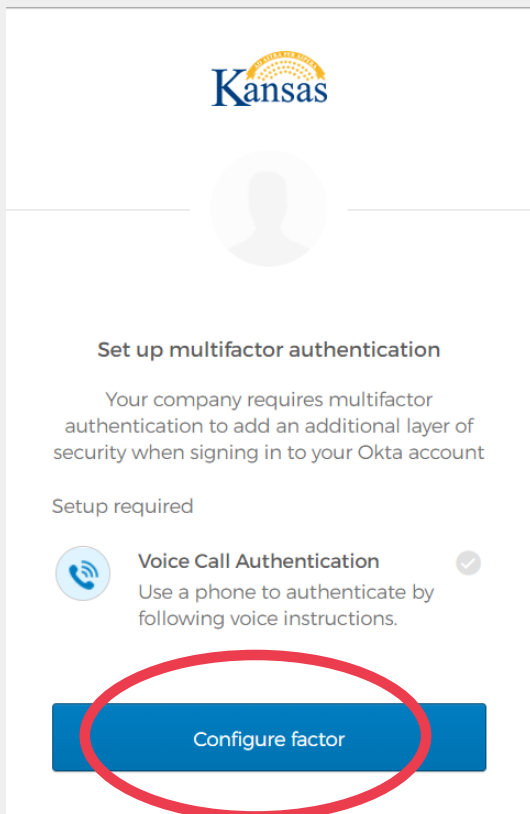 Kansas
Set up multifactor authentication
Your company requires multifactor
authentication to add an additional layer of
security when signing in to your Okta account
Setup required
Voice Call Authentication
Use a phone to authenticate by
following voice instructions.
Configure factor